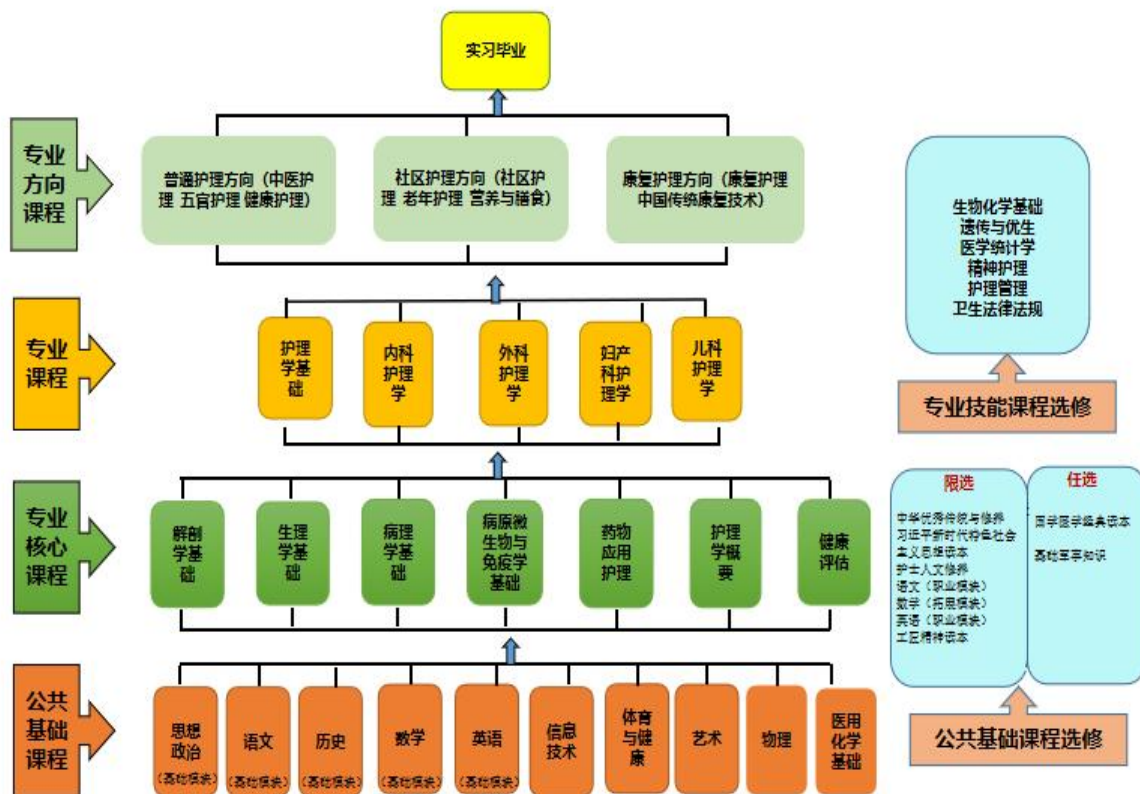 实习毕业
专业
方向
课程
普通护理方向（中医护
理 五官护理 健康护理）
社区护理方向（社区护
理 老年护理 营养与膳食）
康复护理方向（康复护理
中国传统康复技术）
生物化学基础
遗传与优生
医学统计学
精神护理
护理管理
卫生法律法规
专业技能课程选修
专业
课程
护理
学基
础
内科
护理
学
外科
护理
学
妇产
科护
理学
儿科
护理
学
专业
核心
课程
解剖
学基
础
生理
学基
础
病理
学基
础
病原微
生物与
免疫学
基础
药物
应用
护理
护理
学概
要
健康
评估
限选
中华优秀传统与修养
习近平新时代特色社会
主义思想读本
护士人文修养
语文（职业模块）
数学（拓展模块）
英语（职业模块）
工匠精神读本
任选
国学医学经典读本
基础军事知识
公共基础课程选修
公共
基础
课程
思想
政治
（基础模块）
语文
（基础模块）
历史
（基础模块）
数学
（基础模块）
英语
（基础模块）
信息
技术
体育
与健
康
艺术
物理
医用
化学
基础